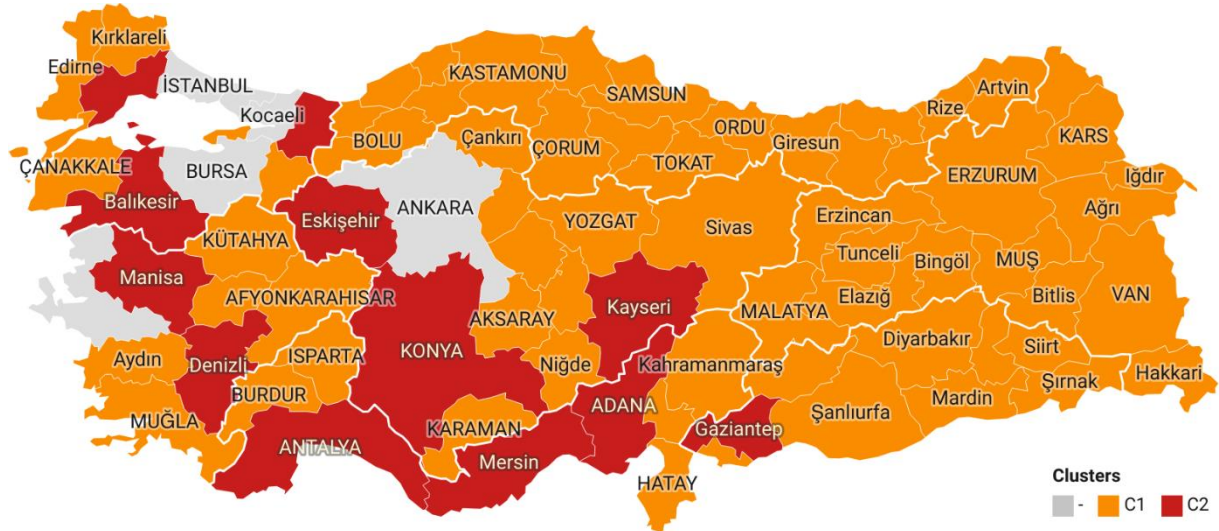 Kırklareli
Edirne
İSTANBUL
Kocaeli
KASTAMONU
SAMSUN
Artvin
Rize
ORDU
Giresun
KARS
BOLU
Çankırı
ÇORUM
TOKAT
ÇANAKKALE
BURSA
ERZURUM
Iğdır
Balıkesir
Eskişehir
ANKARA
YOZGAT
Sivas
Erzincan
Ağrı
KÜTAHYA
Tunceli
Bingöl
MUŞ
Manisa
AFYONKARAHİSAR
Kayseri
MALATYA
Elazığ
Bitlis
VAN
AKSARAY
Diyarbakır
Aydın
Denizli
ISPARTA
KONYA
Niğde
Kahramanmaraş
Siirt
Hakkari
BURDUR
ADANA
Şanlıurfa
Mardin
Şırnak
MUĞLA
ANTALYA
KARAMAN
Gaziantep
Mersin
HATAY
Clusters
- C1 C2